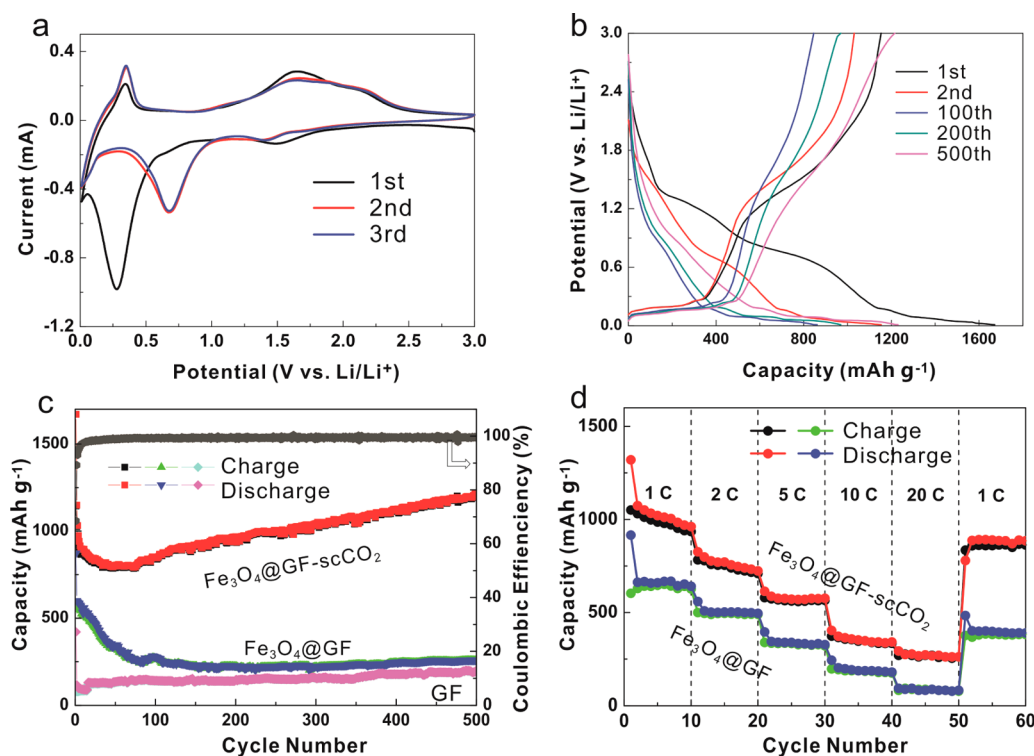 a
Current (mA)
0.4
0.0
-0.4
-0.8
-1.2
1st
2nd
3rd
0.0 0.5 1.0 1.5 2.0 2.5 3.0
Potential (V vs. Li/Li⁺)
b
Potential (V vs. Li/Li⁺)
3.0
2.4
1.8
1.2
0.6
0.0
1st
2nd
100th
200th
500th
0 400 800 1200 1600
Capacity (mAh g⁻¹)
c
Capacity (mAh g⁻¹)
1500
1250
1000
750
500
250
0
Charge
Discharge
Fe₃O₄@GF-scCO₂
Fe₃O₄@GF
GF
100
80
60
40
20
0
Coulombic Effienciency (%)
0 100 200 300 400 500
Cycle Number
d
Capacity (mAh g⁻¹)
1500
1000
500
0
Charge
Discharge
1 C 2 C 5 C 10 C 20 C 1 C
Fe₃O₄@GF-scCO₂
Fe₃O₄@GF
0 10 20 30 40 50 60
Cycle Number